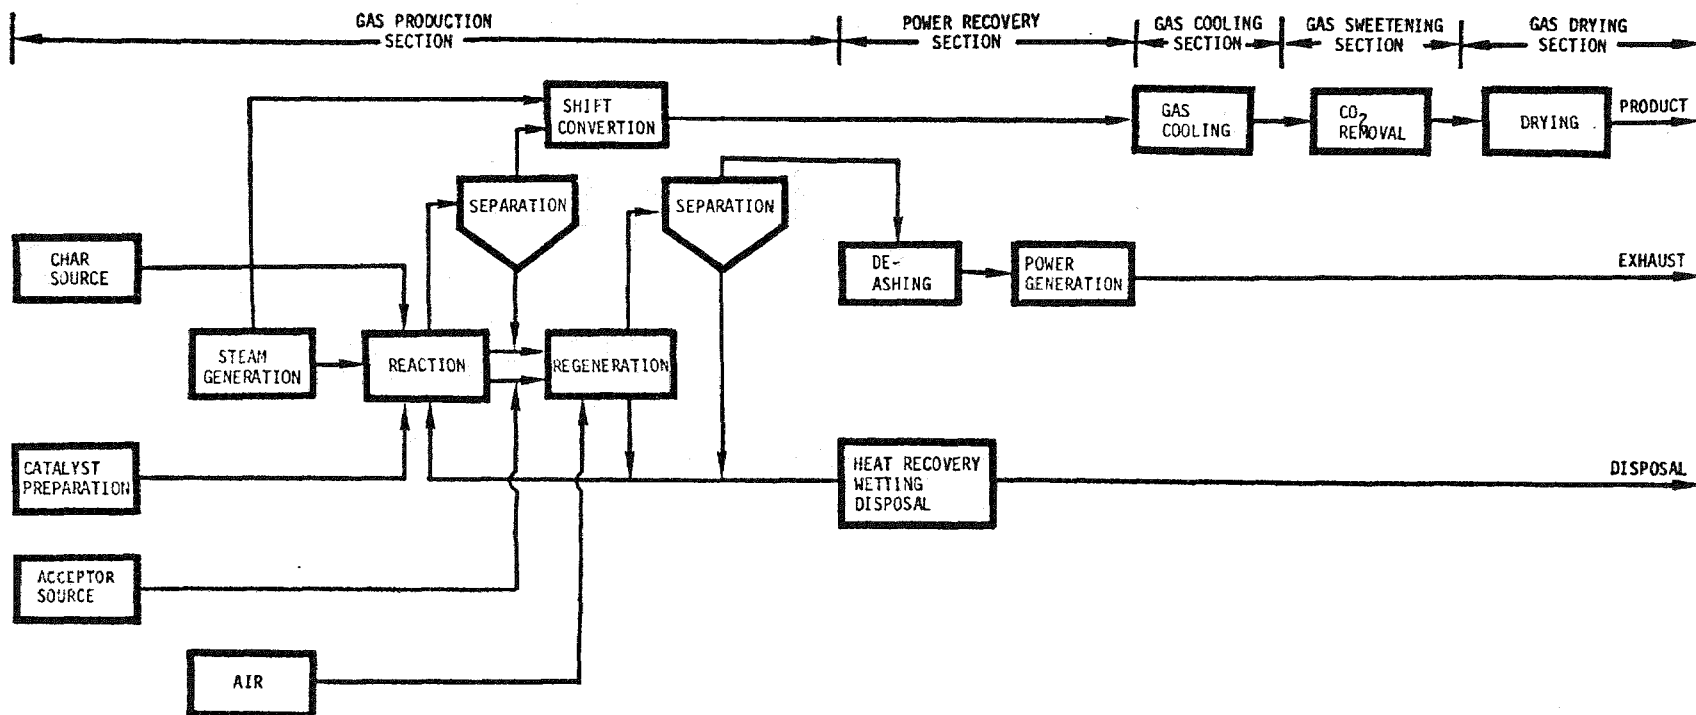 GAS PRODUCTION
SECTION
POWER RECOVERY
SECTION
GAS COOLING
SECTION
GAS SWEETENING
SECTION
GAS DRYING
SECTION
SHIFT
CONVERTION
GAS
COOLING
CO2
REMOVAL
DRYING
PRODUCT
SEPARATION
SEPARATION
CHAR
SOURCE
DE-
ASHING
POWER
GENERATION
EXHAUST
STEAM
GENERATION
REACTION
REGENERATION
CATALYST
PREPARATION
HEAT RECOVERY
WETTING
DISPOSAL
DISPOSAL
ACCEPTOR
SOURCE
AIR